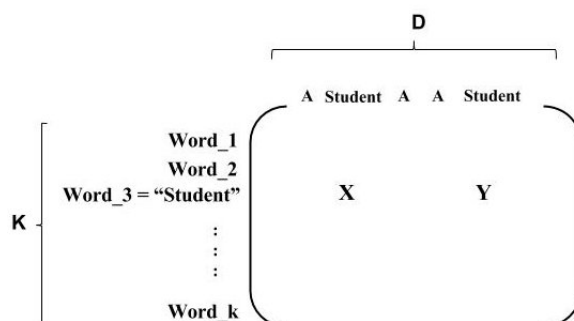 D
A Student A A Student
Word_1
Word_2
Word_3 = “Student” X Y
K
Word_k